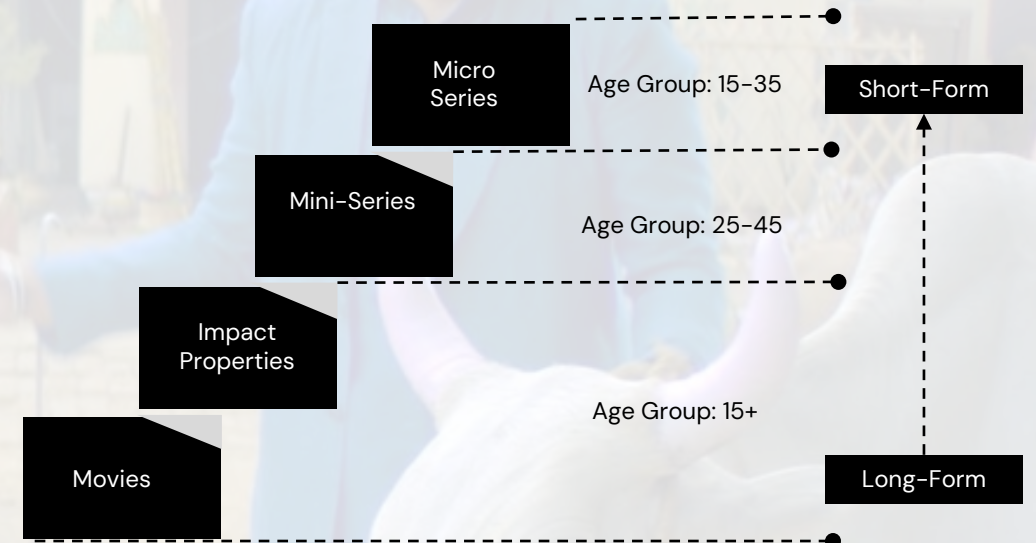 Micro
Series
Age Group: 15-35
Short-Form
Mini-Series
Age Group: 25-45
Impact
Properties
Age Group: 15+
Movies
Long-Form